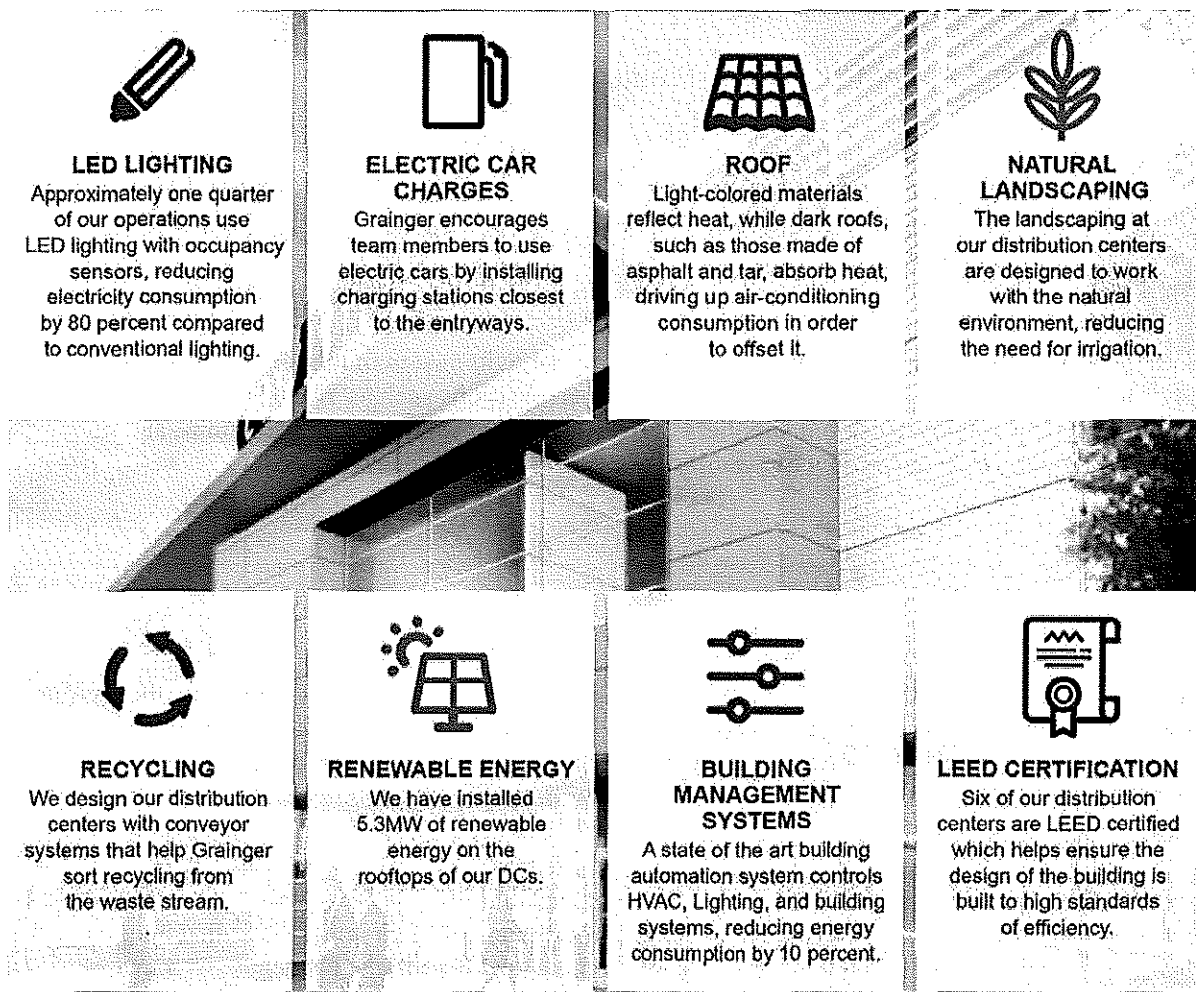 LED LIGHTING
Approximately one quarter
of our operations use
LED lighting with occupancy
sensors, reducing
electricity consumption
by 80 percent compared
to conventional lighting.
ELECTRIC CAR
CHARGES
Grainger encourages
team members to use
electric cars by installing
charging stations closest
to the entryways.
ROOF
Light-colored materials
reflect heat, while dark roofs,
such as those made of
asphalt and tar, absorb heat,
driving up air-conditioning
consumption in order
to offset it.
NATURAL
LANDSCAPING
The landscaping at
our distribution centers
are designed to work
with the natural
environment, reducing
the need for irrigation.
RECYCLING
We design our distribution
centers with conveyor
systems that help Grainger
sort recycling from
the waste stream.
RENEWABLE ENERGY
We have installed
5.3MW of renewable
energy on the
rooftops of our DCs.
BUILDING
MANAGEMENT
SYSTEMS
A state of the art building
automation system controls
HVAC, Lighting, and building
systems, reducing energy
consumption by 10 percent.
LEED CERTIFICATION
Six of our distribution
centers are LEED certified
which helps ensure the
design of the building is
built to high standards
of efficiency.